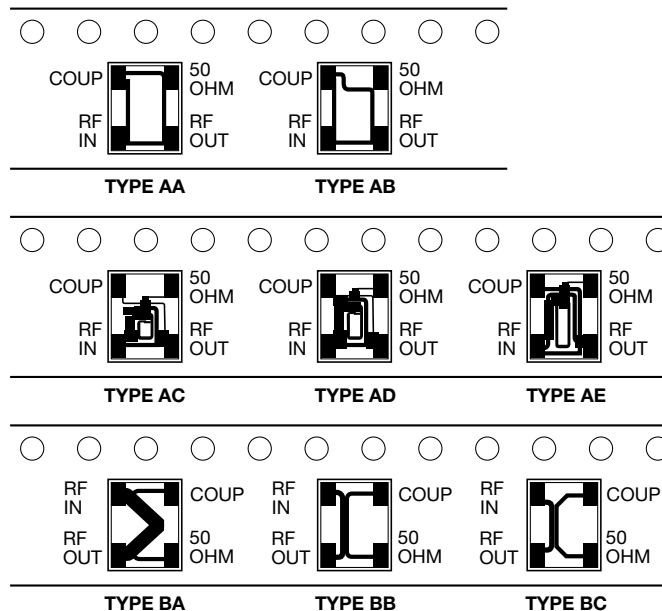 COUP 50 OHM COUP 50 OHM
RF IN RF OUT RF IN RF OUT
TYPE AA TYPE AB
COUP 50 OHM COUP 50 OHM COUP 50 OHM
RF IN RF OUT RF IN RF OUT RF IN RF OUT
TYPE AC TYPE AD TYPE AE
RF IN COUP RF IN COUP RF IN COUP
RF OUT 50 OHM RF OUT 50 OHM RF OUT 50 OHM
TYPE BA TYPE BB TYPE BC